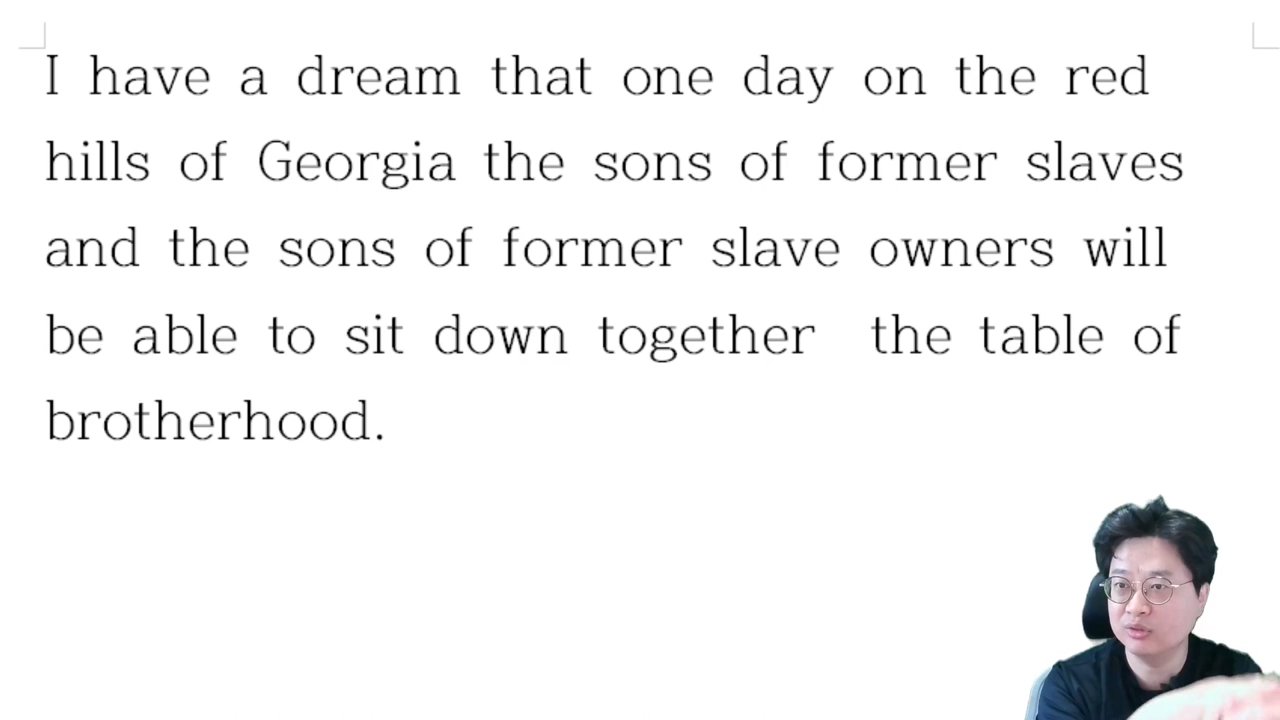 I have a dream that one day on the red
hills of Georgia the sons of former slaves
and the sons of former slave owners will
be able to sit down together  the table of
brotherhood.